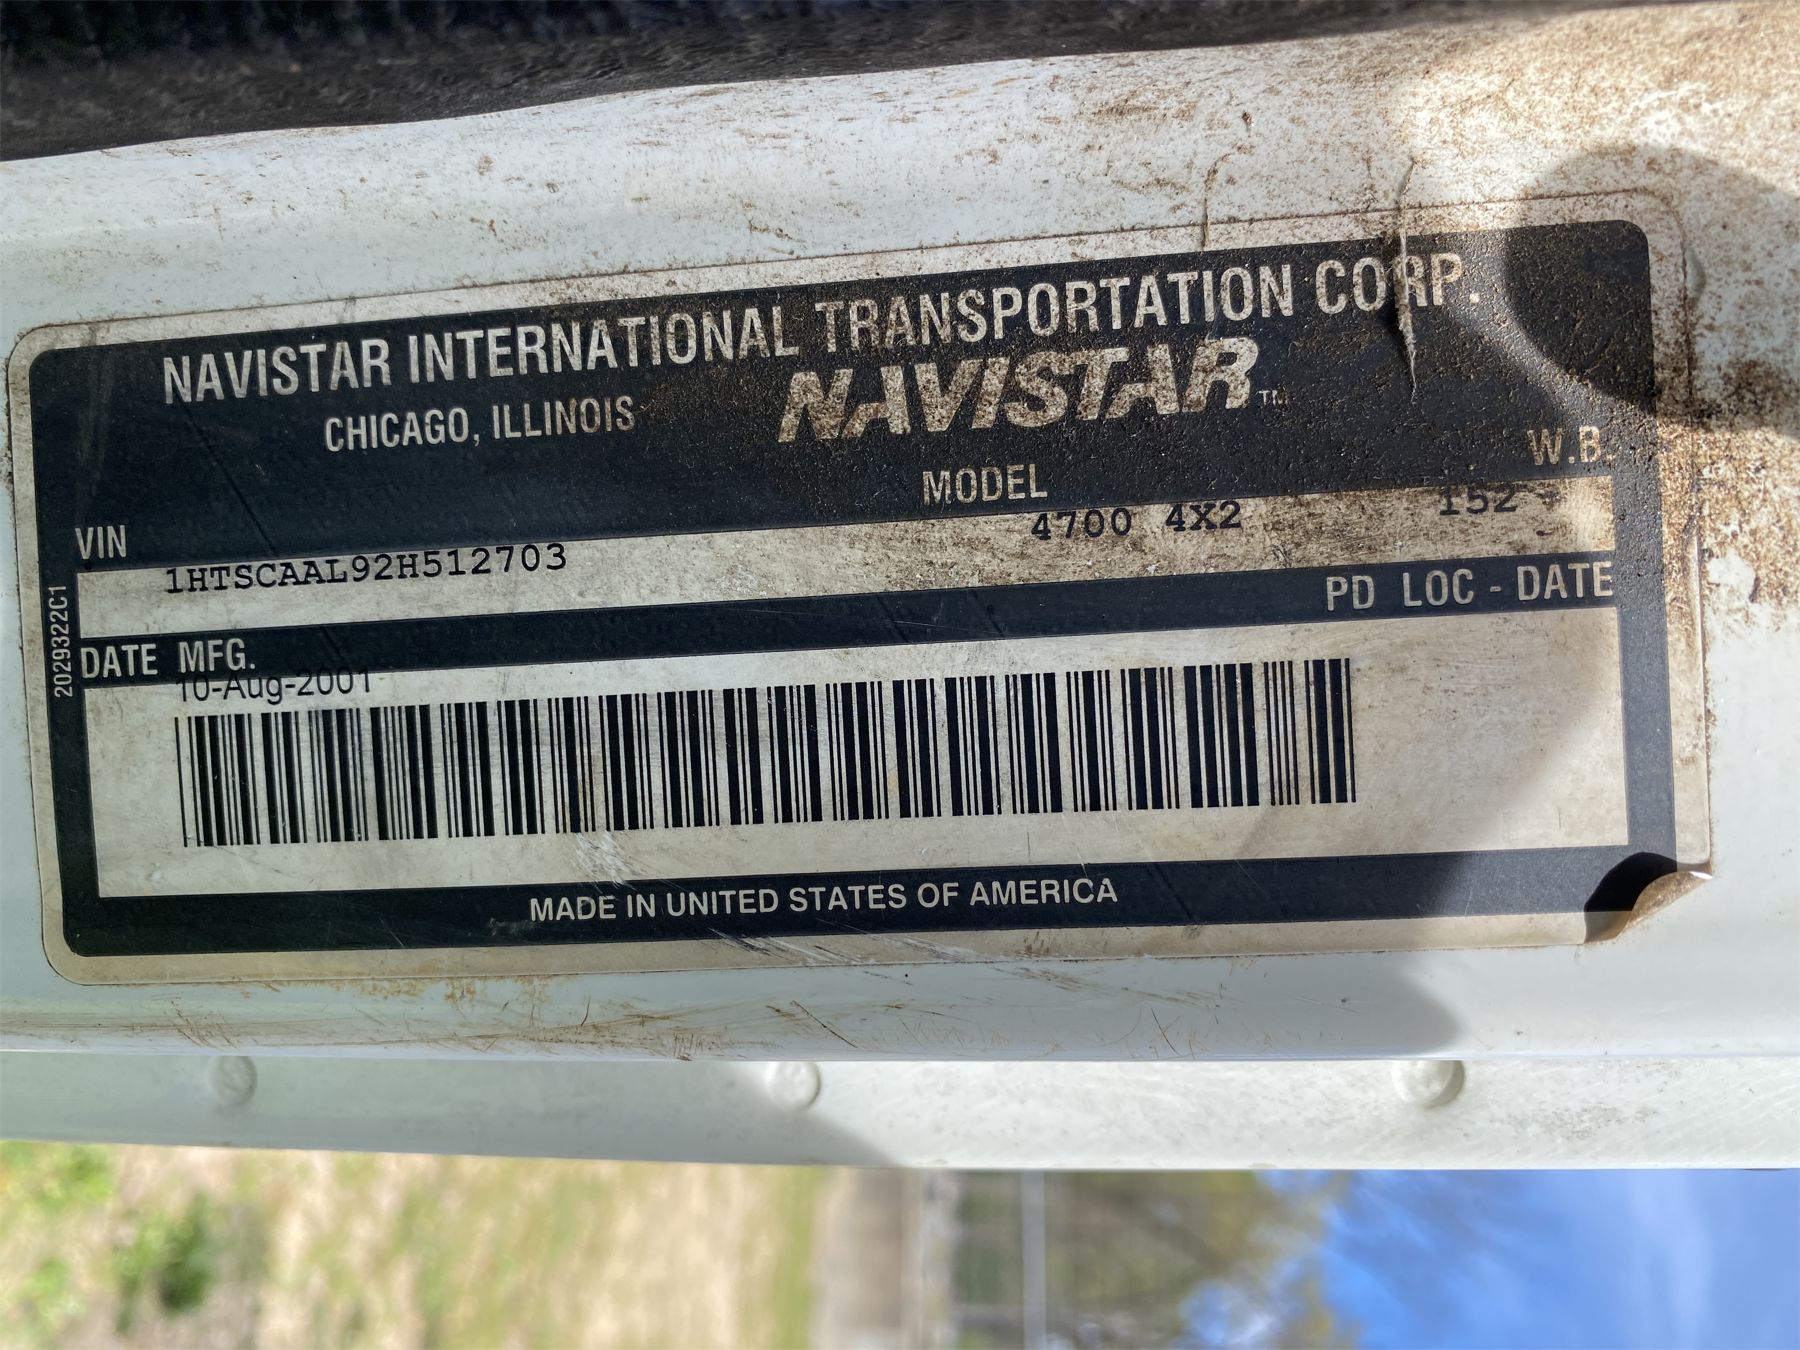 NAVISTAR INTERNATIONAL TRANSPORTATION CORP.
CHICAGO, ILLINOIS
NAVISTAR™
VIN
MODEL
W.B.
1HTSCAAL92H512703
4700 4X2
152
DATE MFG.
PD LOC - DATE
10-Aug-2001
2029322C1
MADE IN UNITED STATES OF AMERICA